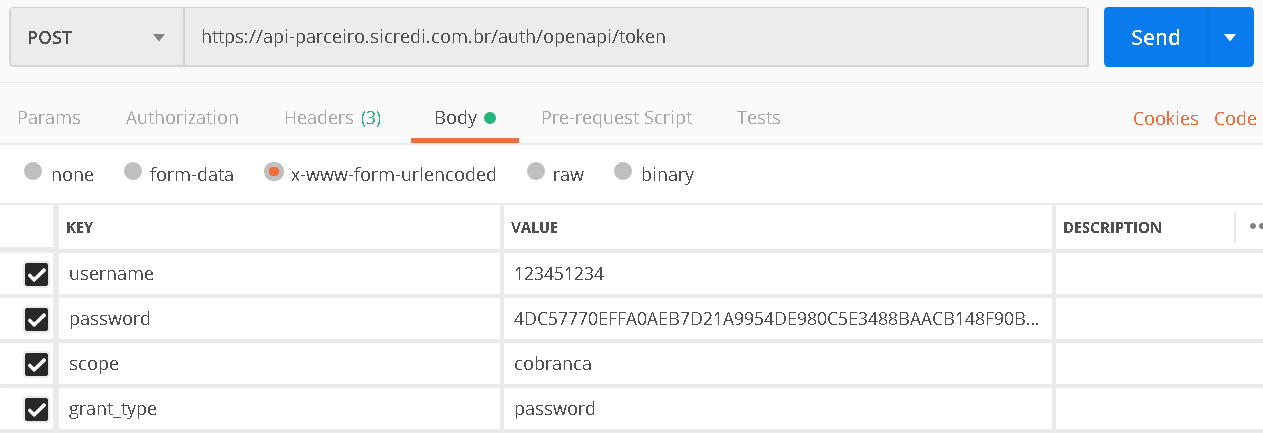 POST https://api-parceiro.sicredi.com.br/auth/openapi/token Send
Params Authorization Headers (3) Body Pre-request Script Tests Cookies Code
none form-data x-www-form-urlencoded raw binary
KEY VALUE DESCRIPTION
username 123451234
password 4DC57770EFFA0AEB7D21A9954DE980C5E3488BAACB148F90B...
scope cobranca
grant_type password